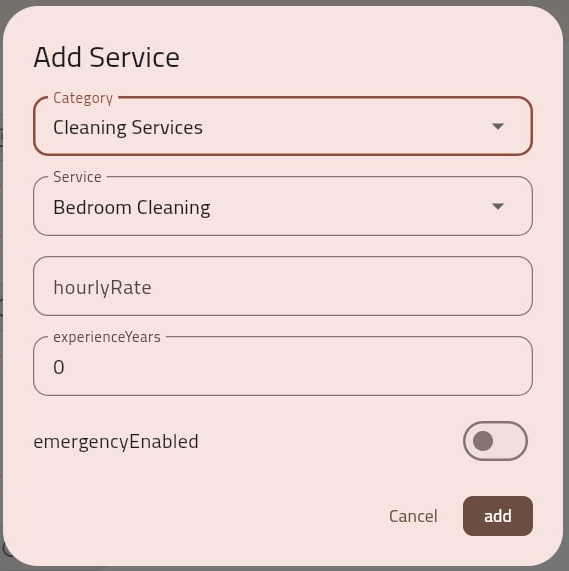 Add Service
Category
Cleaning Services
Service
Bedroom Cleaning
hourlyRate
experienceYears
0
emergencyEnabled
Cancel add